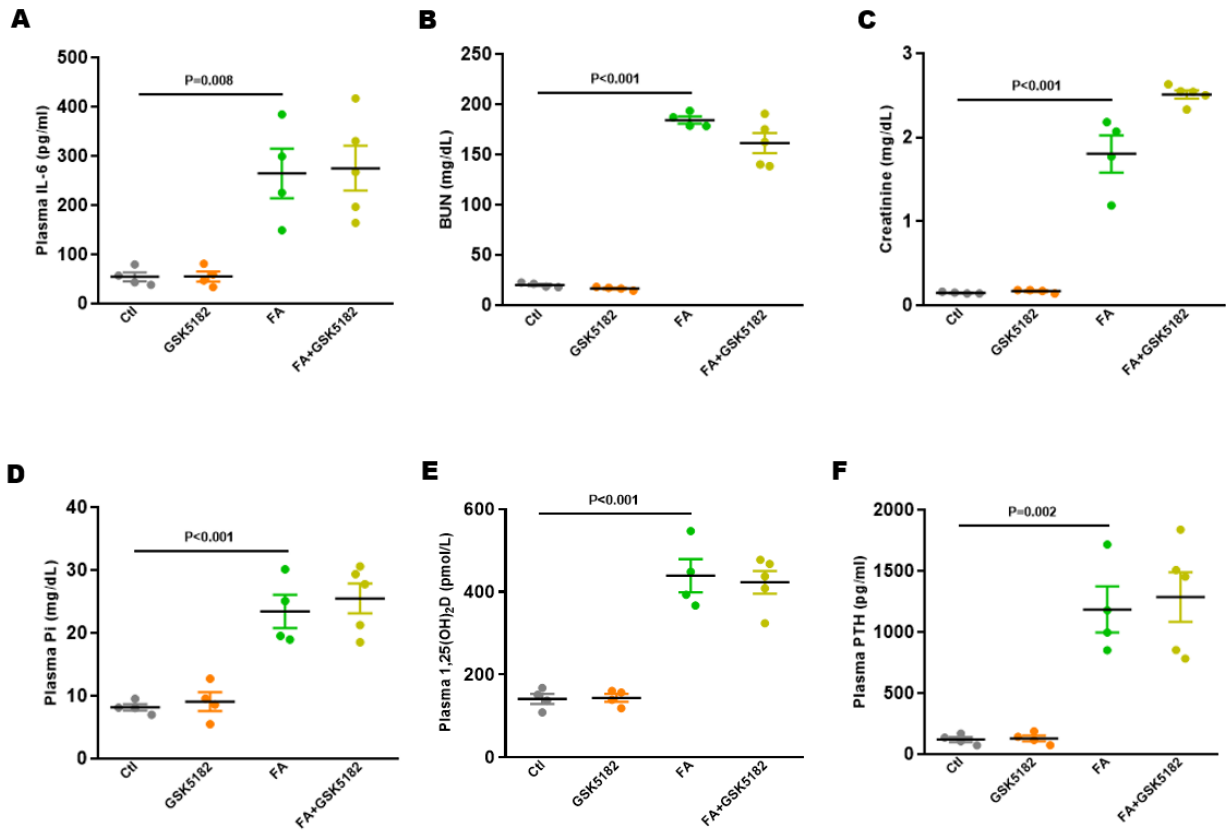 A
Plasma IL-6 (pg/ml)
500
400
300
200
100
0
P=0.008
Ctl
GSK5182
FA
FA+GSK5182
B
BUN (mg/dL)
250
200
150
100
50
0
P<0.001
Ctl
GSK5182
FA
FA+GSK5182
C
Creatinine (mg/dL)
3
2
1
0
P<0.001
Ctl
GSK5182
FA
FA+GSK5182
D
Plasma Pi (mg/dL)
40
30
20
10
0
P<0.001
Ctl
GSK5182
FA
FA+GSK5182
E
Plasma 1,25(OH)₂D (pmol/L)
600
400
200
0
P<0.001
Ctl
GSK5182
FA
FA+GSK5182
F
Plasma PTH (pg/ml)
2000
1500
1000
500
0
P=0.002
Ctl
GSK5182
FA
FA+GSK5182